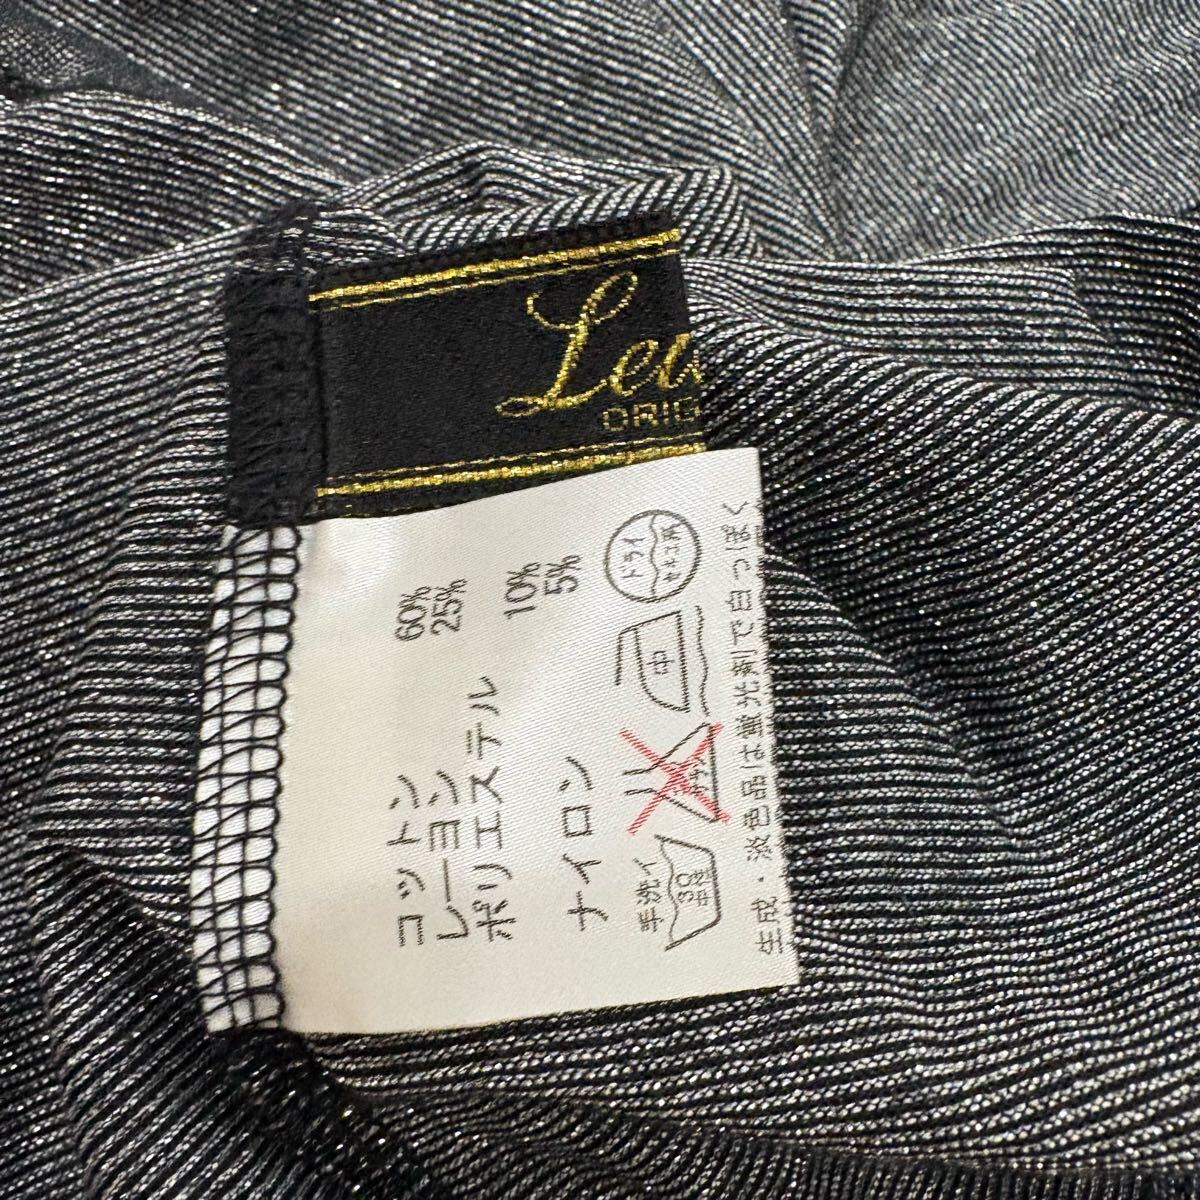 ORIG
コットン 60%
レーヨン 25%
ポリエステル
10%
ナイロン 5%
手洗イ
30
中性
中
ドライ
セキユ系
生成・淡色品は蛍光剤で白っぽく